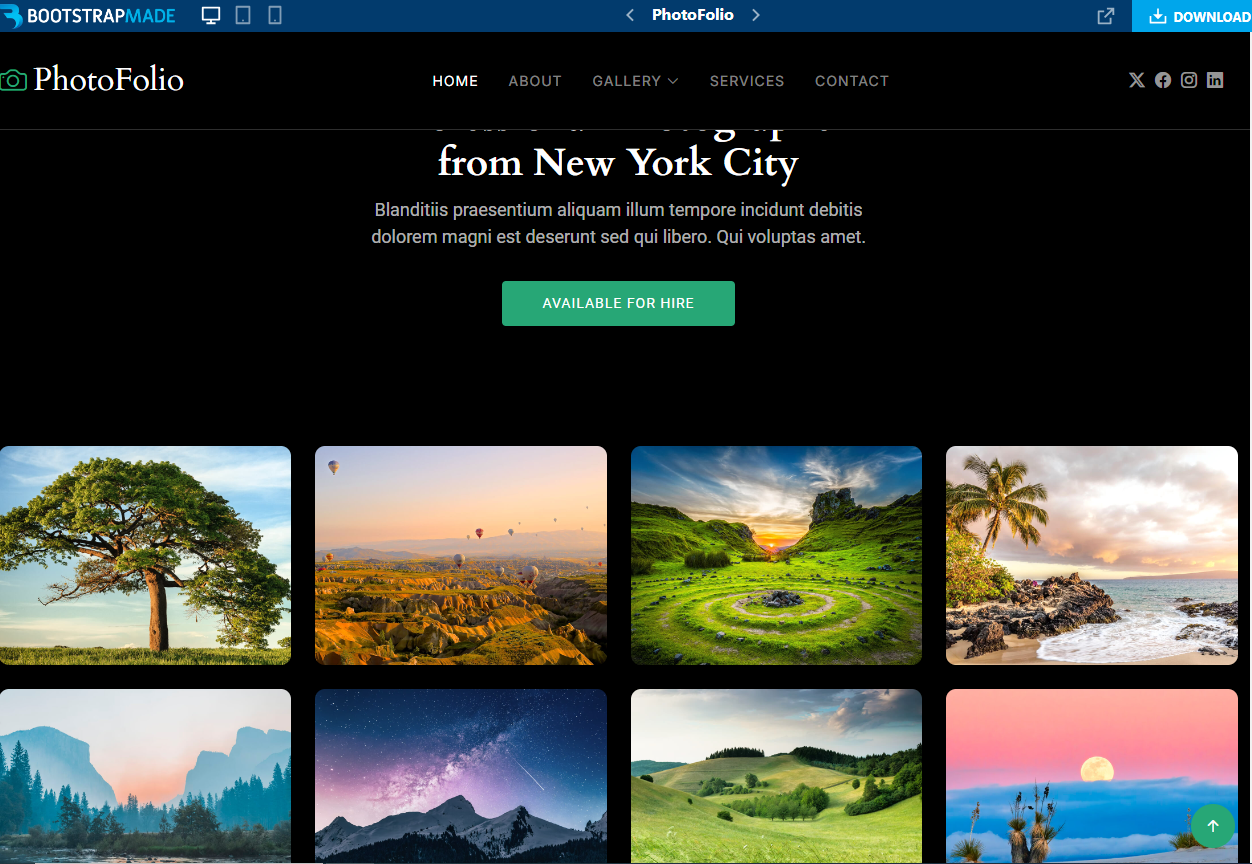 BOOTSTRAPMADE
PhotoFolio
DOWNLOAD
PhotoFolio
HOME
ABOUT
GALLERY
SERVICES
CONTACT
from New York City
Blanditiis praesentium aliquam illum tempore incidunt debitis
dolorem magni est deserunt sed qui libero. Qui voluptas amet.
AVAILABLE FOR HIRE